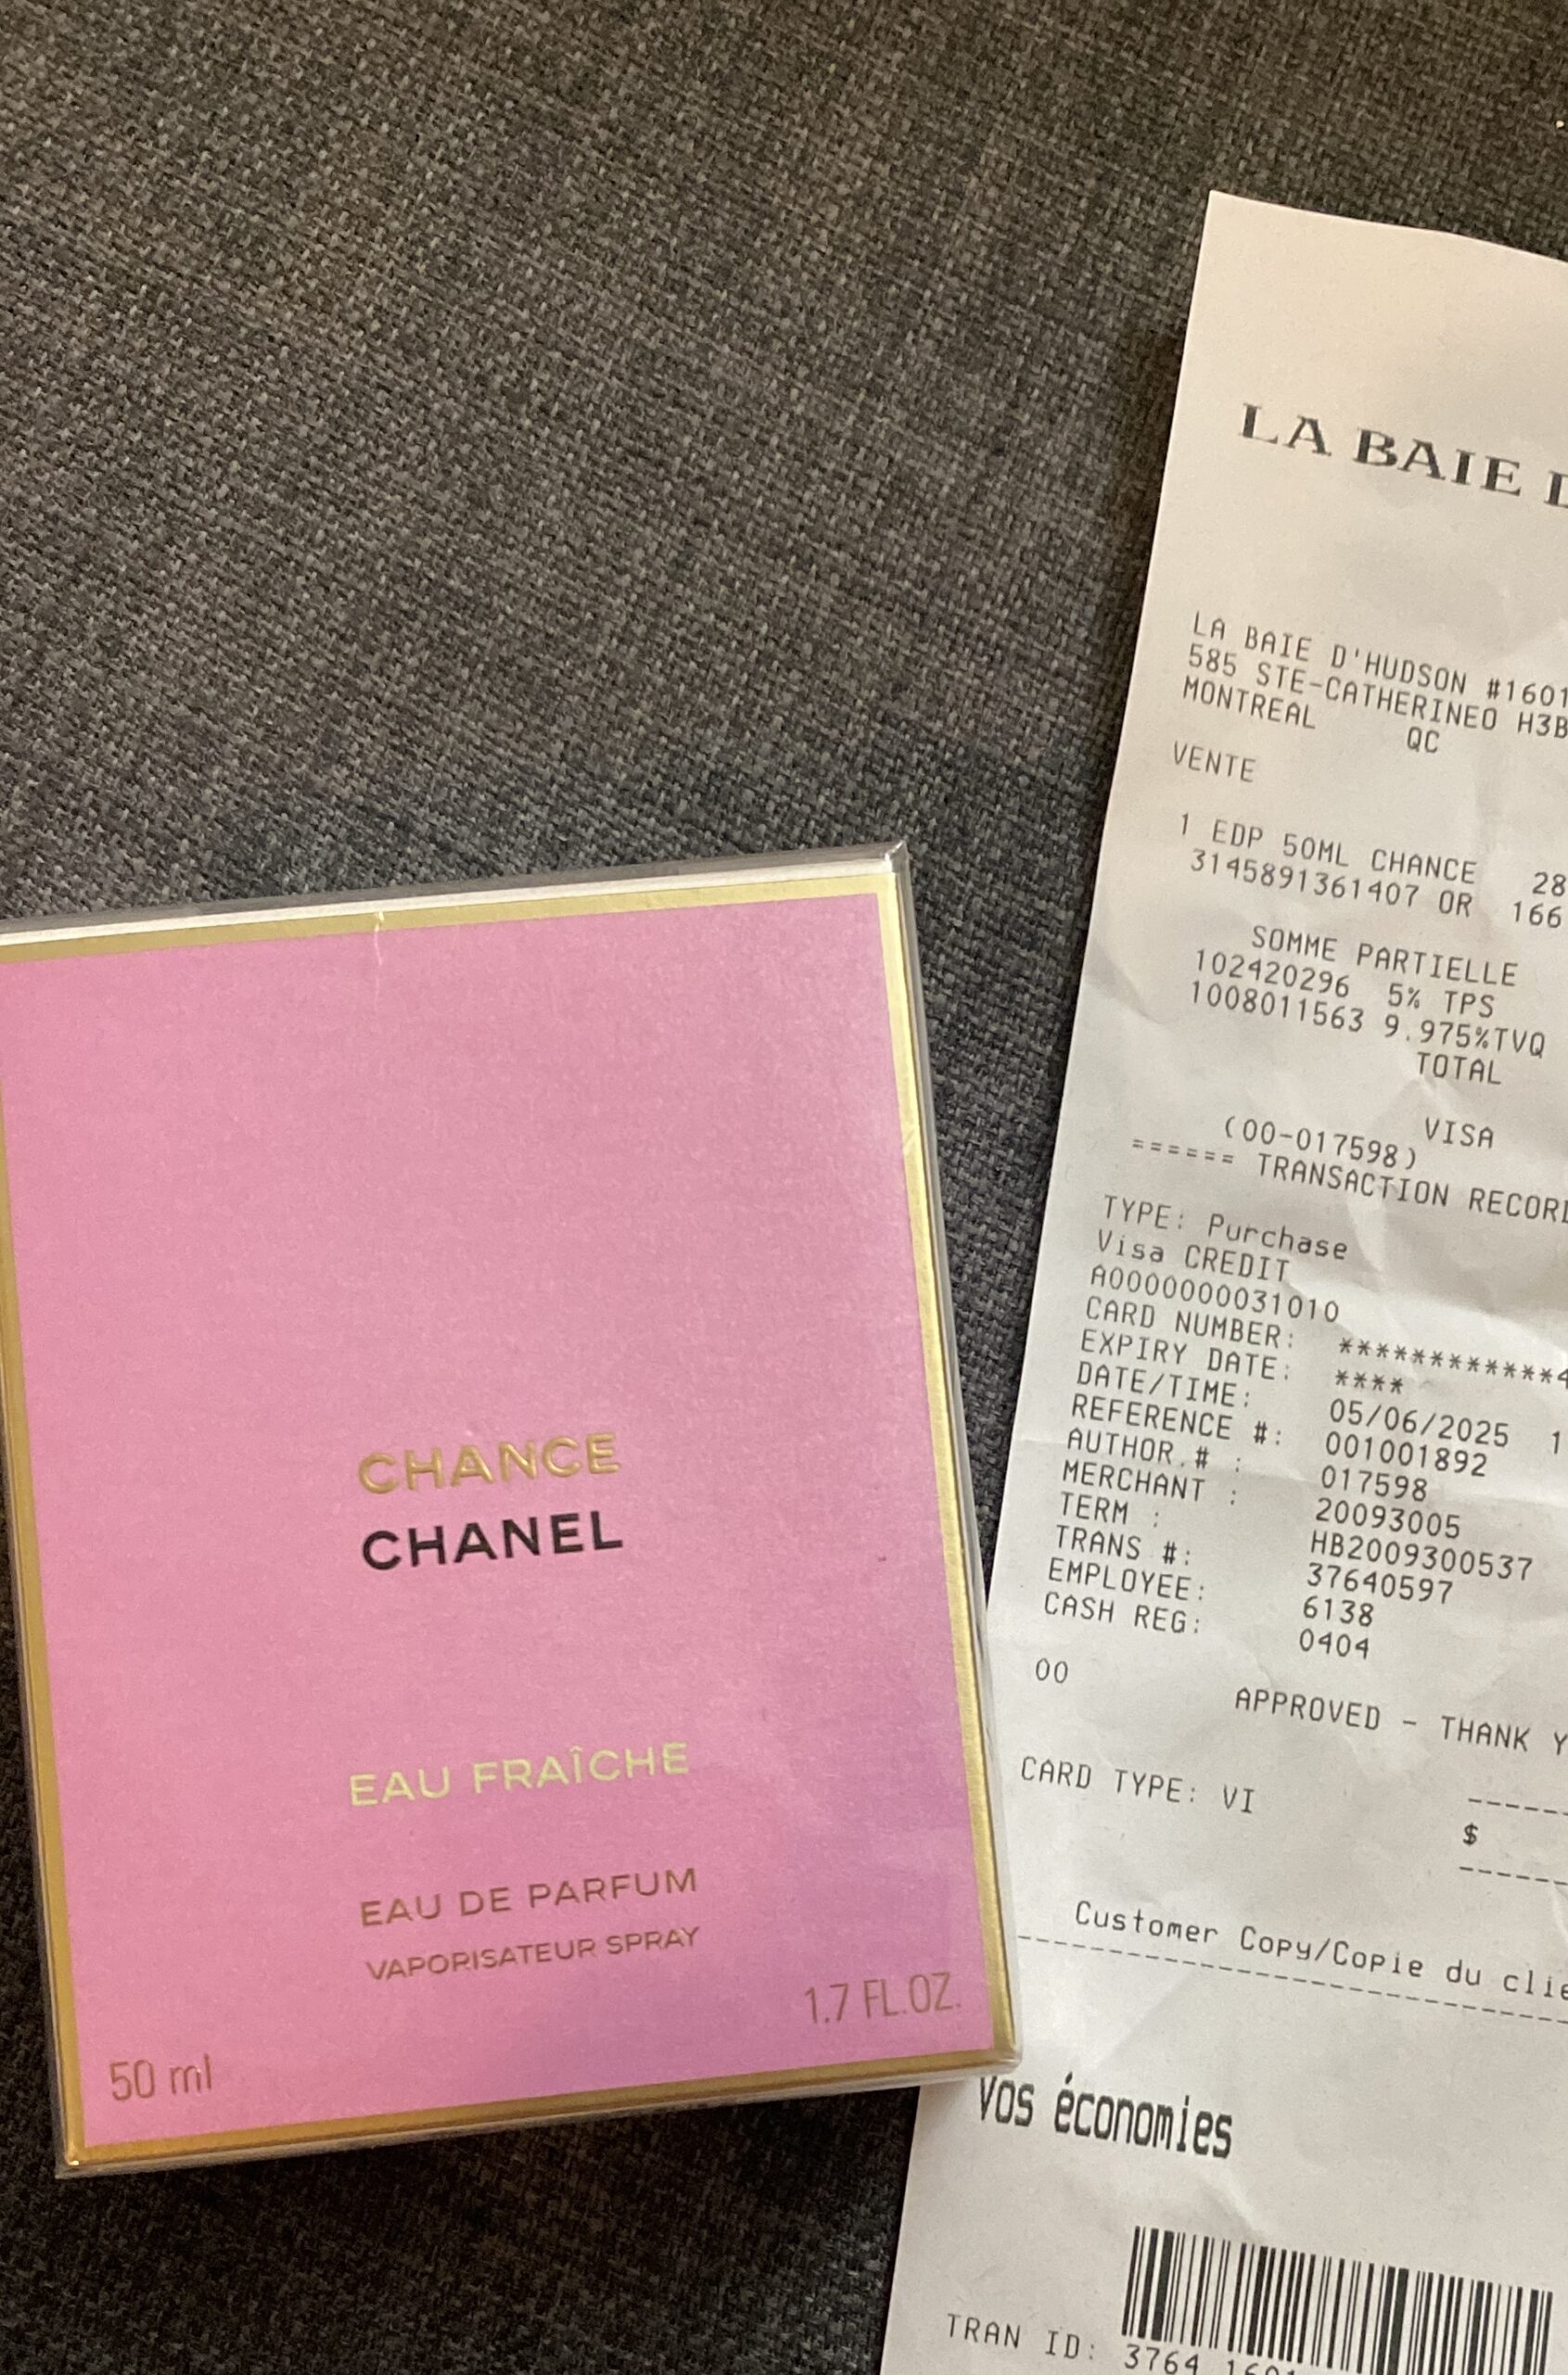 CHANCE
CHANEL
EAU FRAÎCHE
EAU DE PARFUM
VAPORISATEUR SPRAY
1.7 FL.OZ.
50 ml
LA BAIE
LA BAIE D'HUDSON #1601
585 STE-CATHERINEO H3B
MONTREAL QC
VENTE
1 EDP 50ML CHANCE 28
3145891361407 OR 166
SOMME PARTIELLE
102420296 5% TPS
1008011563 9.975%TVQ
TOTAL
VISA
(00-017598)
====== TRANSACTION RECORD
TYPE: Purchase
Visa CREDIT
A0000000031010
CARD NUMBER: ************4
EXPIRY DATE: ****
DATE/TIME: 05/06/2025 1
REFERENCE #: 001001892
AUTHOR.# : 017598
MERCHANT : 20093005
TERM : HB2009300537
TRANS #: 37640597
EMPLOYEE: 6138
CASH REG: 0404
00
APPROVED - THANK Y
CARD TYPE: VI
$
Customer Copy/Copie du clie
Vos économies
TRAN ID: 3764